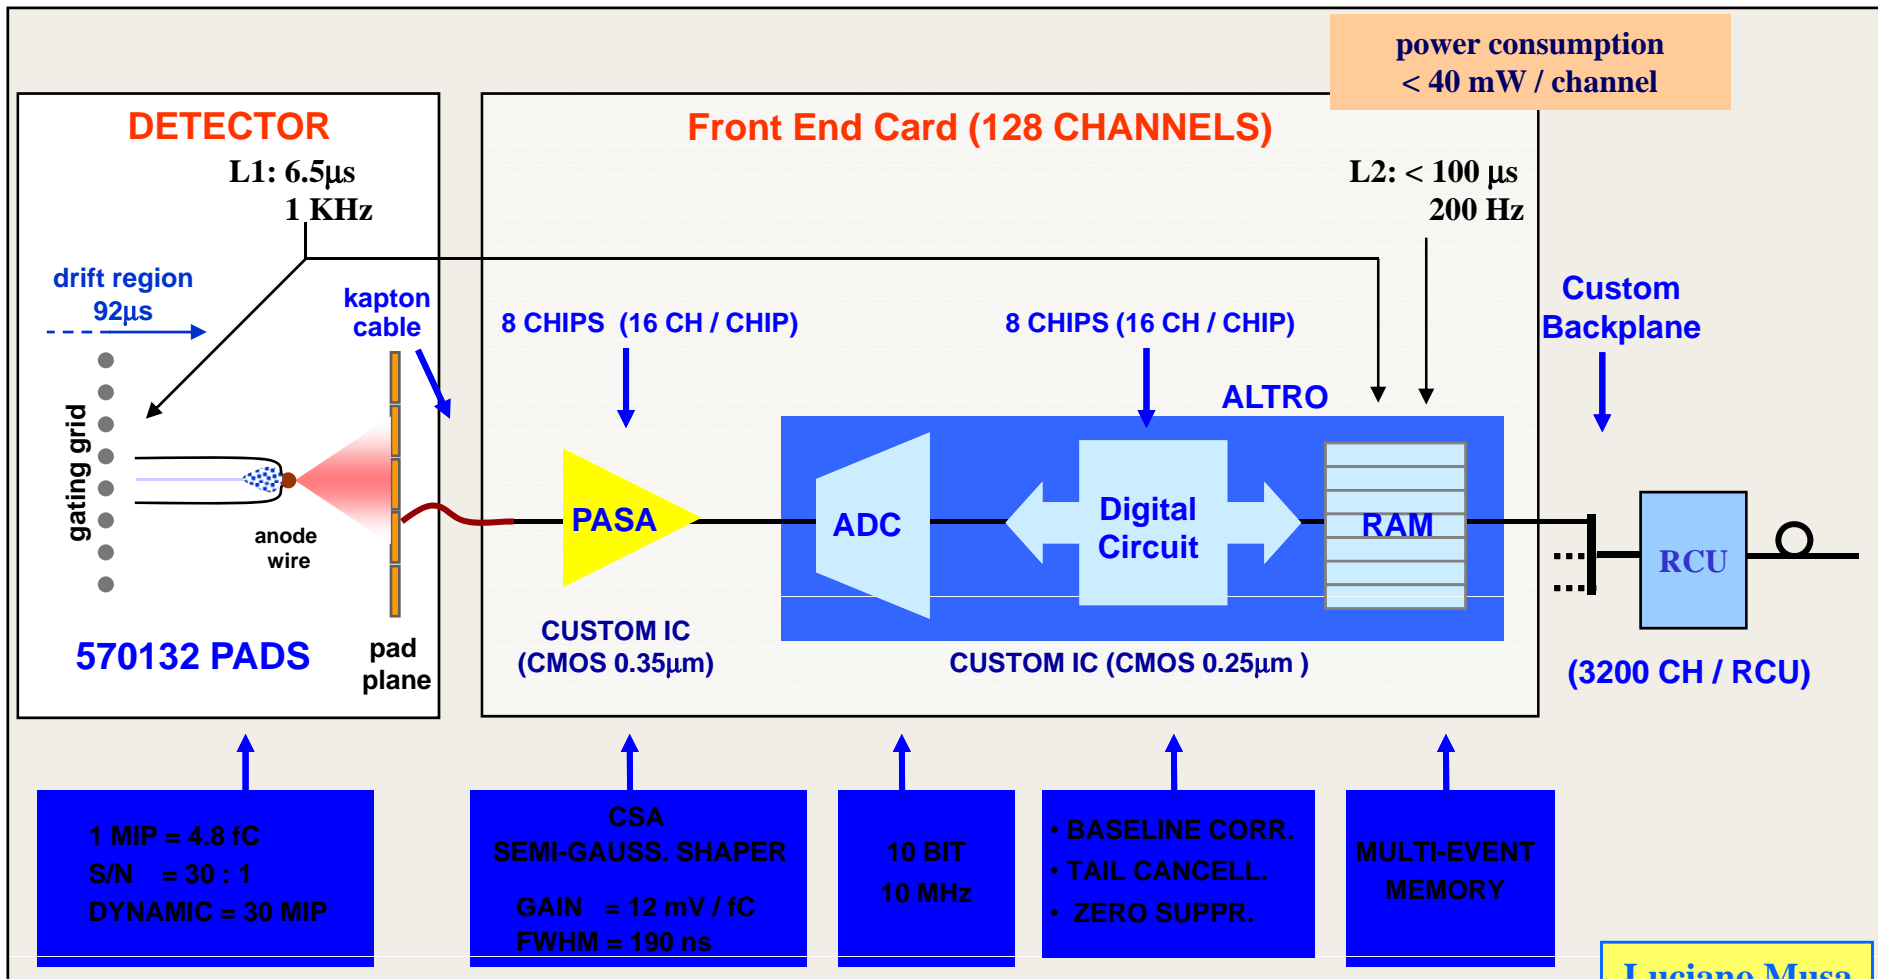 power consumption
< 40 mW / channel
DETECTOR
L1: 6.5μs
1 KHz
Front End Card (128 CHANNELS)
L2: < 100 μs
200 Hz
drift region
92μs
kapton
cable
8 CHIPS (16 CH / CHIP)
8 CHIPS (16 CH / CHIP)
Custom
Backplane
gating grid
anode
wire
ALTRO
PASA
ADC
Digital
Circuit
RAM
RCU
570132 PADS
pad
plane
CUSTOM IC
(CMOS 0.35μm)
CUSTOM IC (CMOS 0.25μm )
(3200 CH / RCU)
1 MIP = 4.8 fC
S/N = 30 : 1
DYNAMIC = 30 MIP
CSA
SEMI-GAUSS. SHAPER
GAIN = 12 mV / fC
FWHM = 190 ns
10 BIT
10 MHz
• BASELINE CORR.
• TAIL CANCELL.
• ZERO SUPPR.
MULTI-EVENT
MEMORY
Luciano Musa